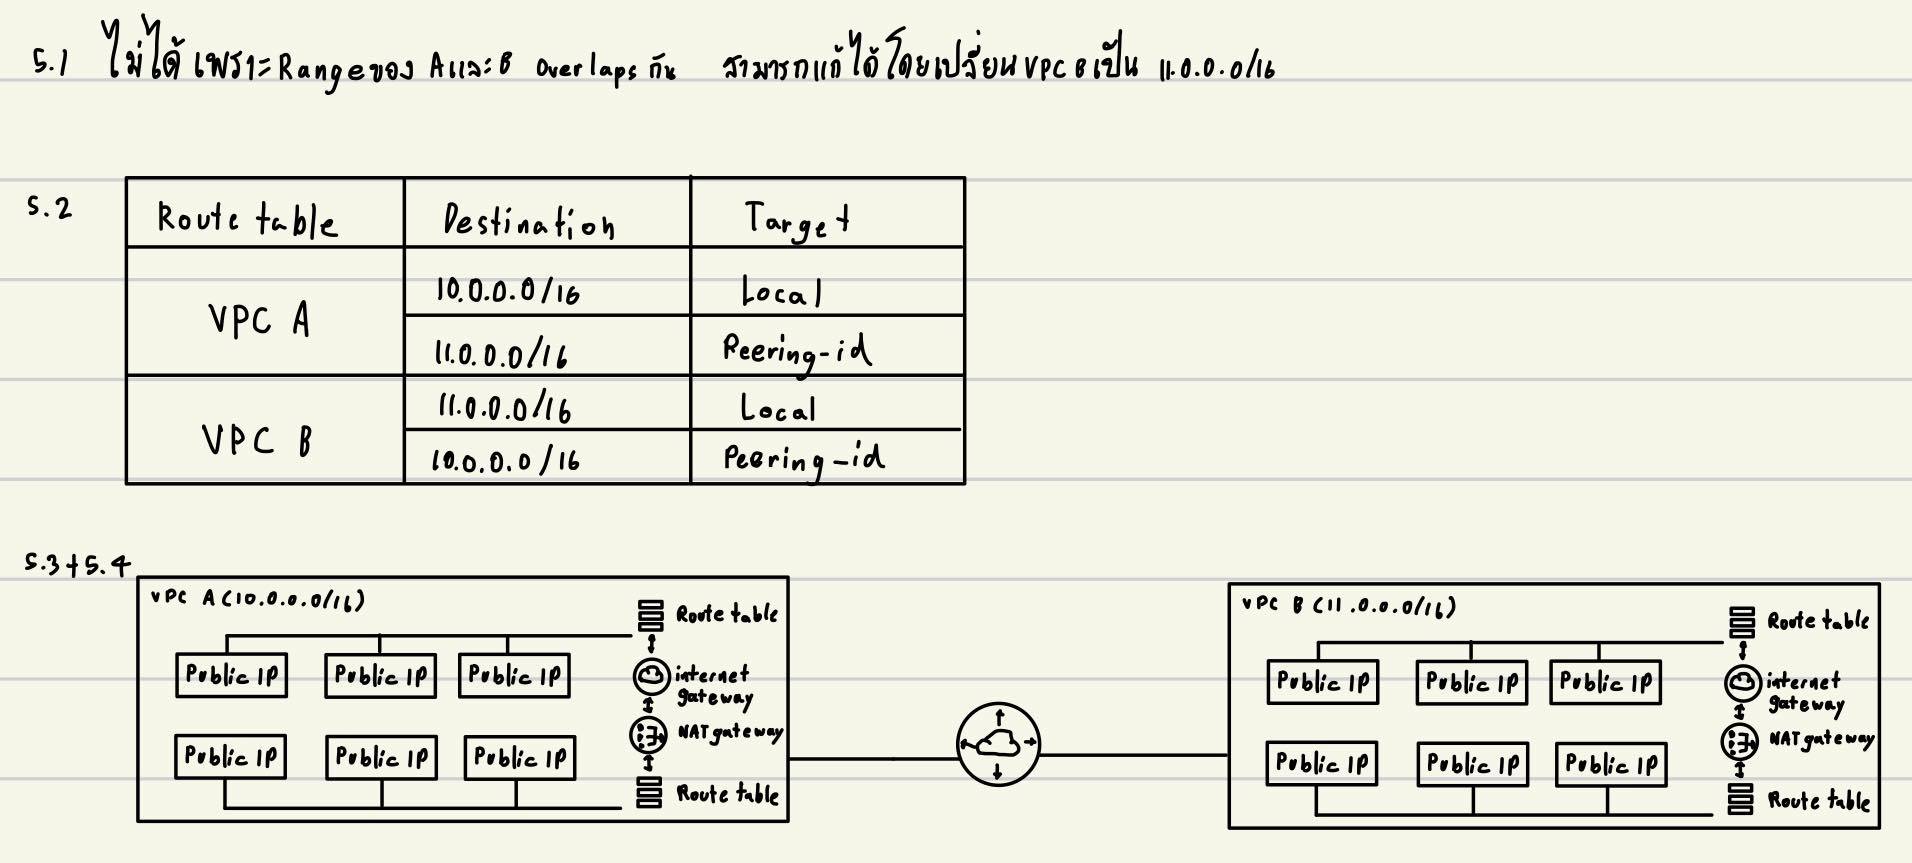 5.1 ไม่ได้ เพราะ Range ของ A และ B Overlaps กัน สามารถแก้ได้โดยเปลี่ยน VPC B เป็น 11.0.0.0/16
5.2
Route table Destination Target
VPC A
10.0.0.0/16 Local
11.0.0.0/16 Peering-id
VPC B
11.0.0.0/16 Local
10.0.0.0/16 Peering-id
5.3+5.4
VPC A (10.0.0.0/16)
Route table
Public IP Public IP Public IP
internet
gateway
NAT gateway
Public IP Public IP Public IP
Route table
VPC B (11.0.0.0/16)
Route table
Public IP Public IP Public IP
internet
gateway
NAT gateway
Public IP Public IP Public IP
Route table